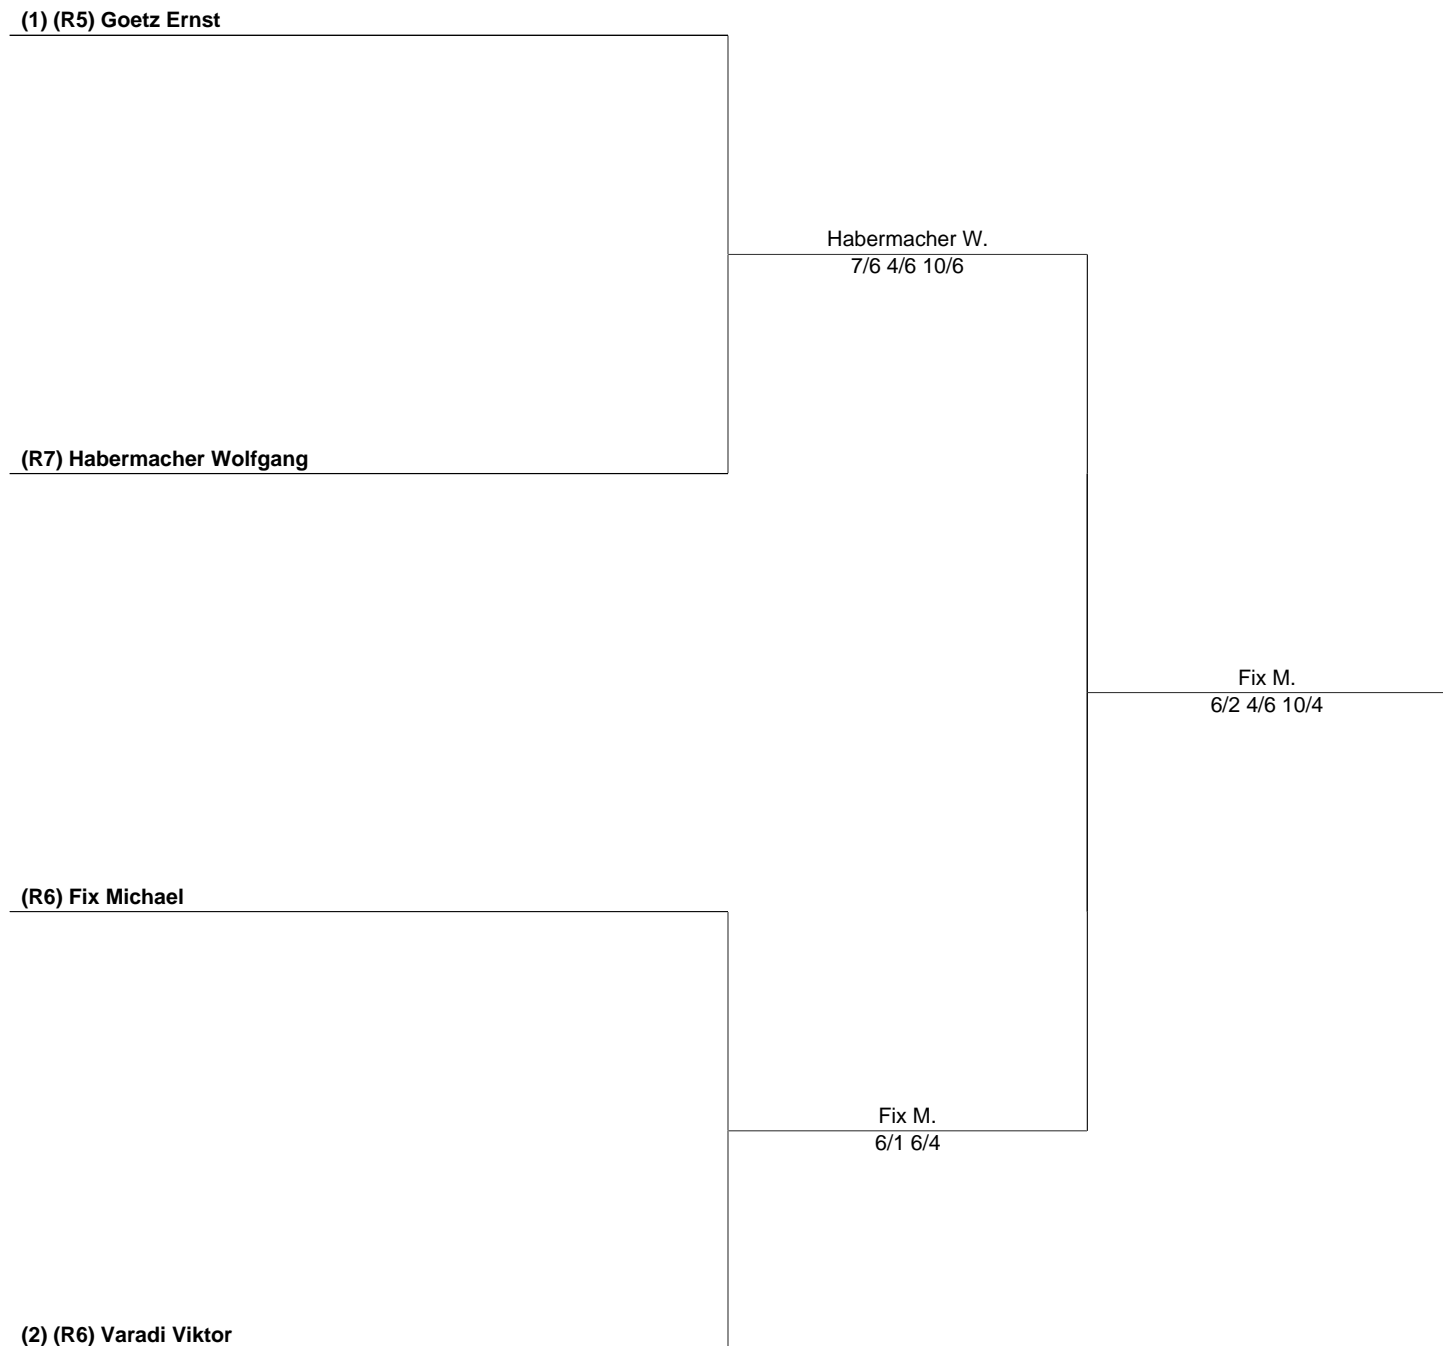 (1) (R5) Goetz Ernst
Habermacher W.
7/6 4/6 10/6
(R7) Habermacher Wolfgang
Fix M.
6/2 4/6 10/4
(R6) Fix Michael
Fix M.
6/1 6/4
(2) (R6) Varadi Viktor